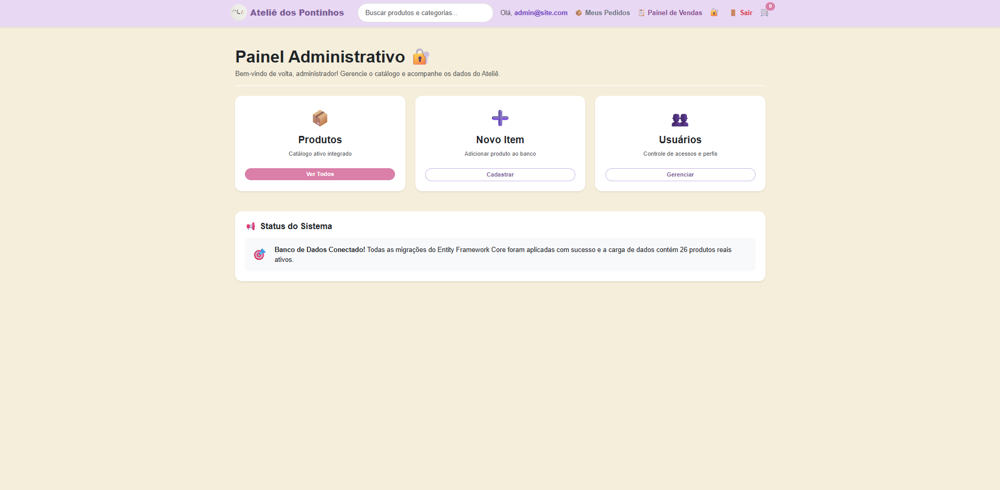 Ateliê dos Pontinhos
Buscar produtos e categorias...
Olá, admin@site.com
Meus Pedidos
Painel de Vendas
Sair
0
Painel Administrativo
Bem-vindo de volta, administrador! Gerencie o catálogo e acompanhe os dados do Ateliê.
Produtos
Catálogo ativo integrado
Ver Todos
Novo Item
Adicionar produto ao banco
Cadastrar
Usuários
Controle de acessos e perfis
Gerenciar
Status do Sistema
Banco de Dados Conectado! Todas as migrações do Entity Framework Core foram aplicadas com sucesso e a carga de dados contém 26 produtos reais
ativos.